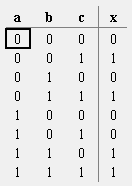 a b c x
0 0 0 0
0 0 1 1
0 1 0 0
0 1 1 1
1 0 0 0
1 0 1 0
1 1 0 1
1 1 1 1